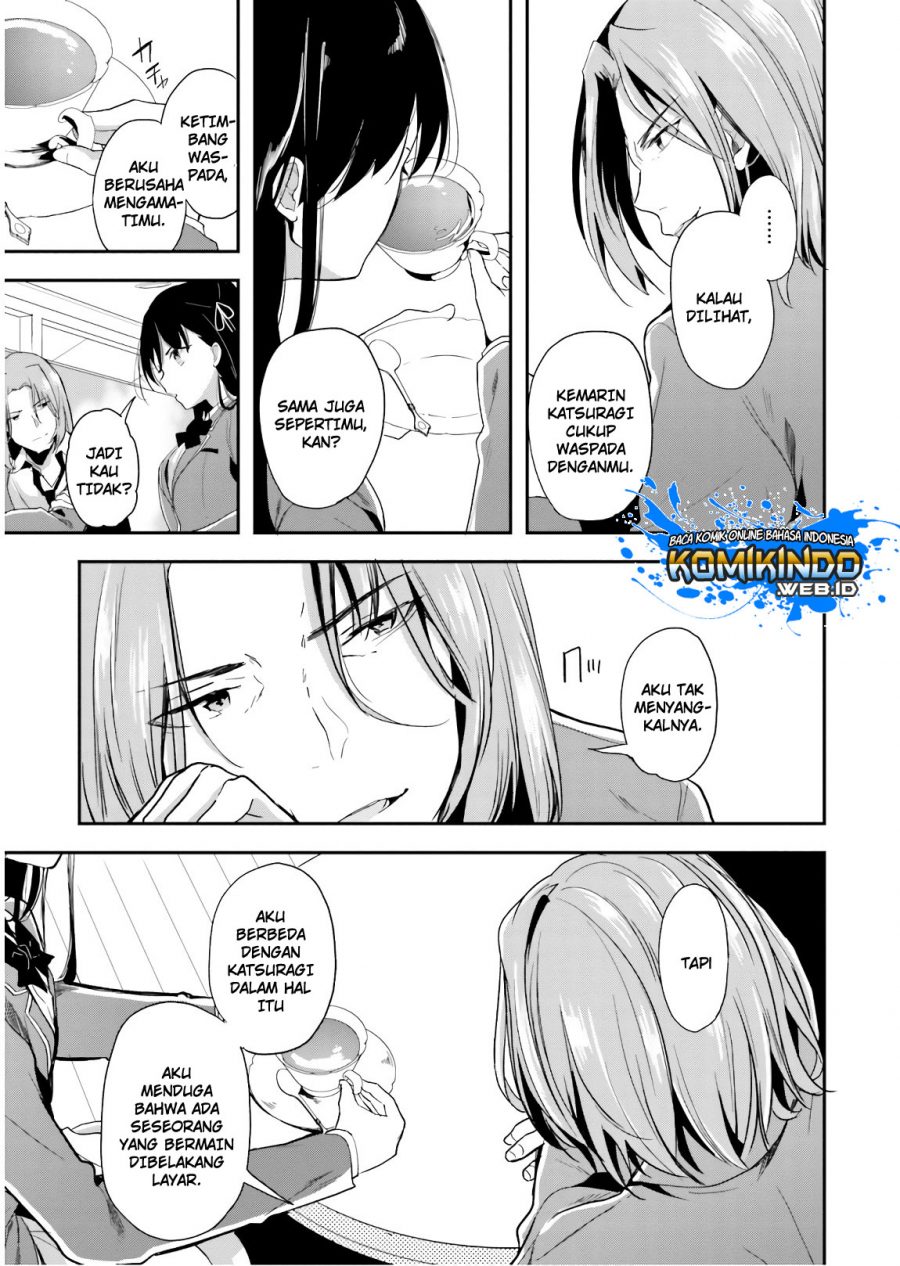 ......
KALAU
DILIHAT,
KEMARIN
KATSURAGI
CUKUP
WASPADA
DENGANMU.
SAMA JUGA
SEPERTIMU,
KAN?
ガチャ
KETIM-
BANG
WAS-
PADA,
AKU
BERUSAHA
MENGAMA-
TIMU.
JADI
KAU
TIDAK?
BACA KOMIK ONLINE BAHASA INDONESIA
KOMIKINDO
.WEB.ID
AKU TAK
MENYANG-
KALNYA.
TAPI
AKU
BERBEDA
DENGAN
KATSURAGI
DALAM HAL
ITU
AKU
MENDUGA
BAHWA ADA
SESEORANG
YANG BERMAIN
DIBELAKANG
LAYAR.